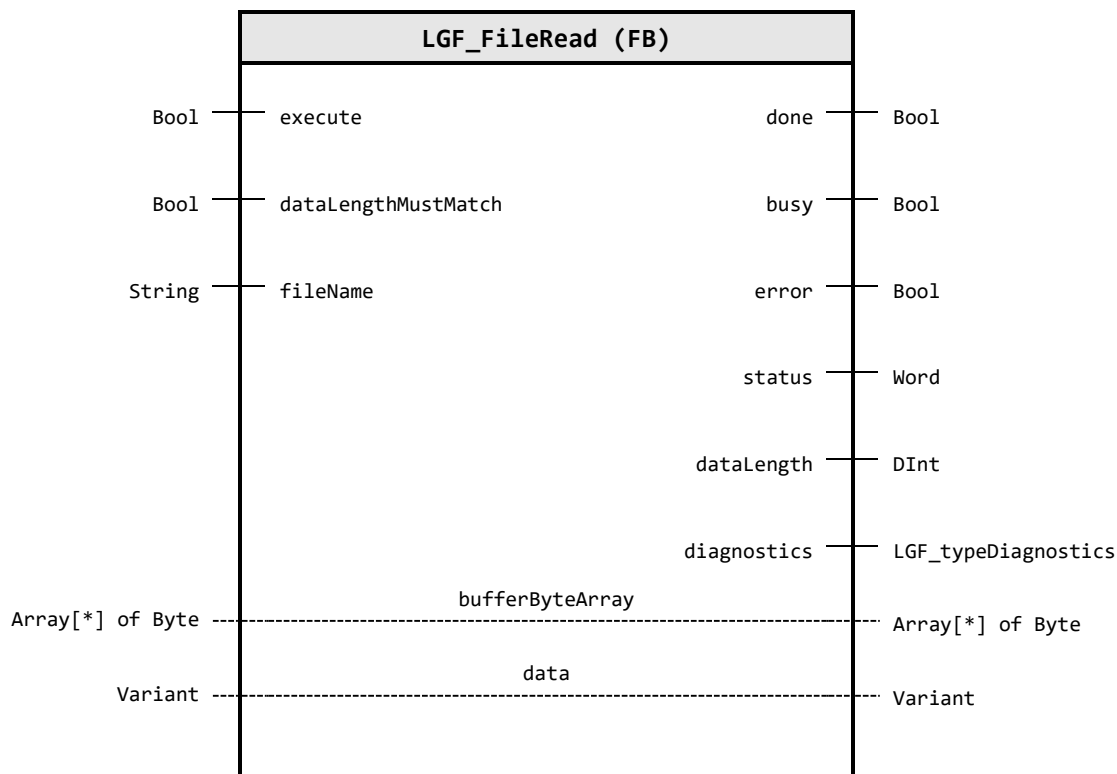 LGF_FileRead (FB)
Bool execute done Bool
Bool dataLengthMustMatch busy Bool
String fileName error Bool
status Word
dataLength DInt
diagnostics LGF_typeDiagnostics
bufferByteArray
Array[*] of Byte Array[*] of Byte
data
Variant Variant